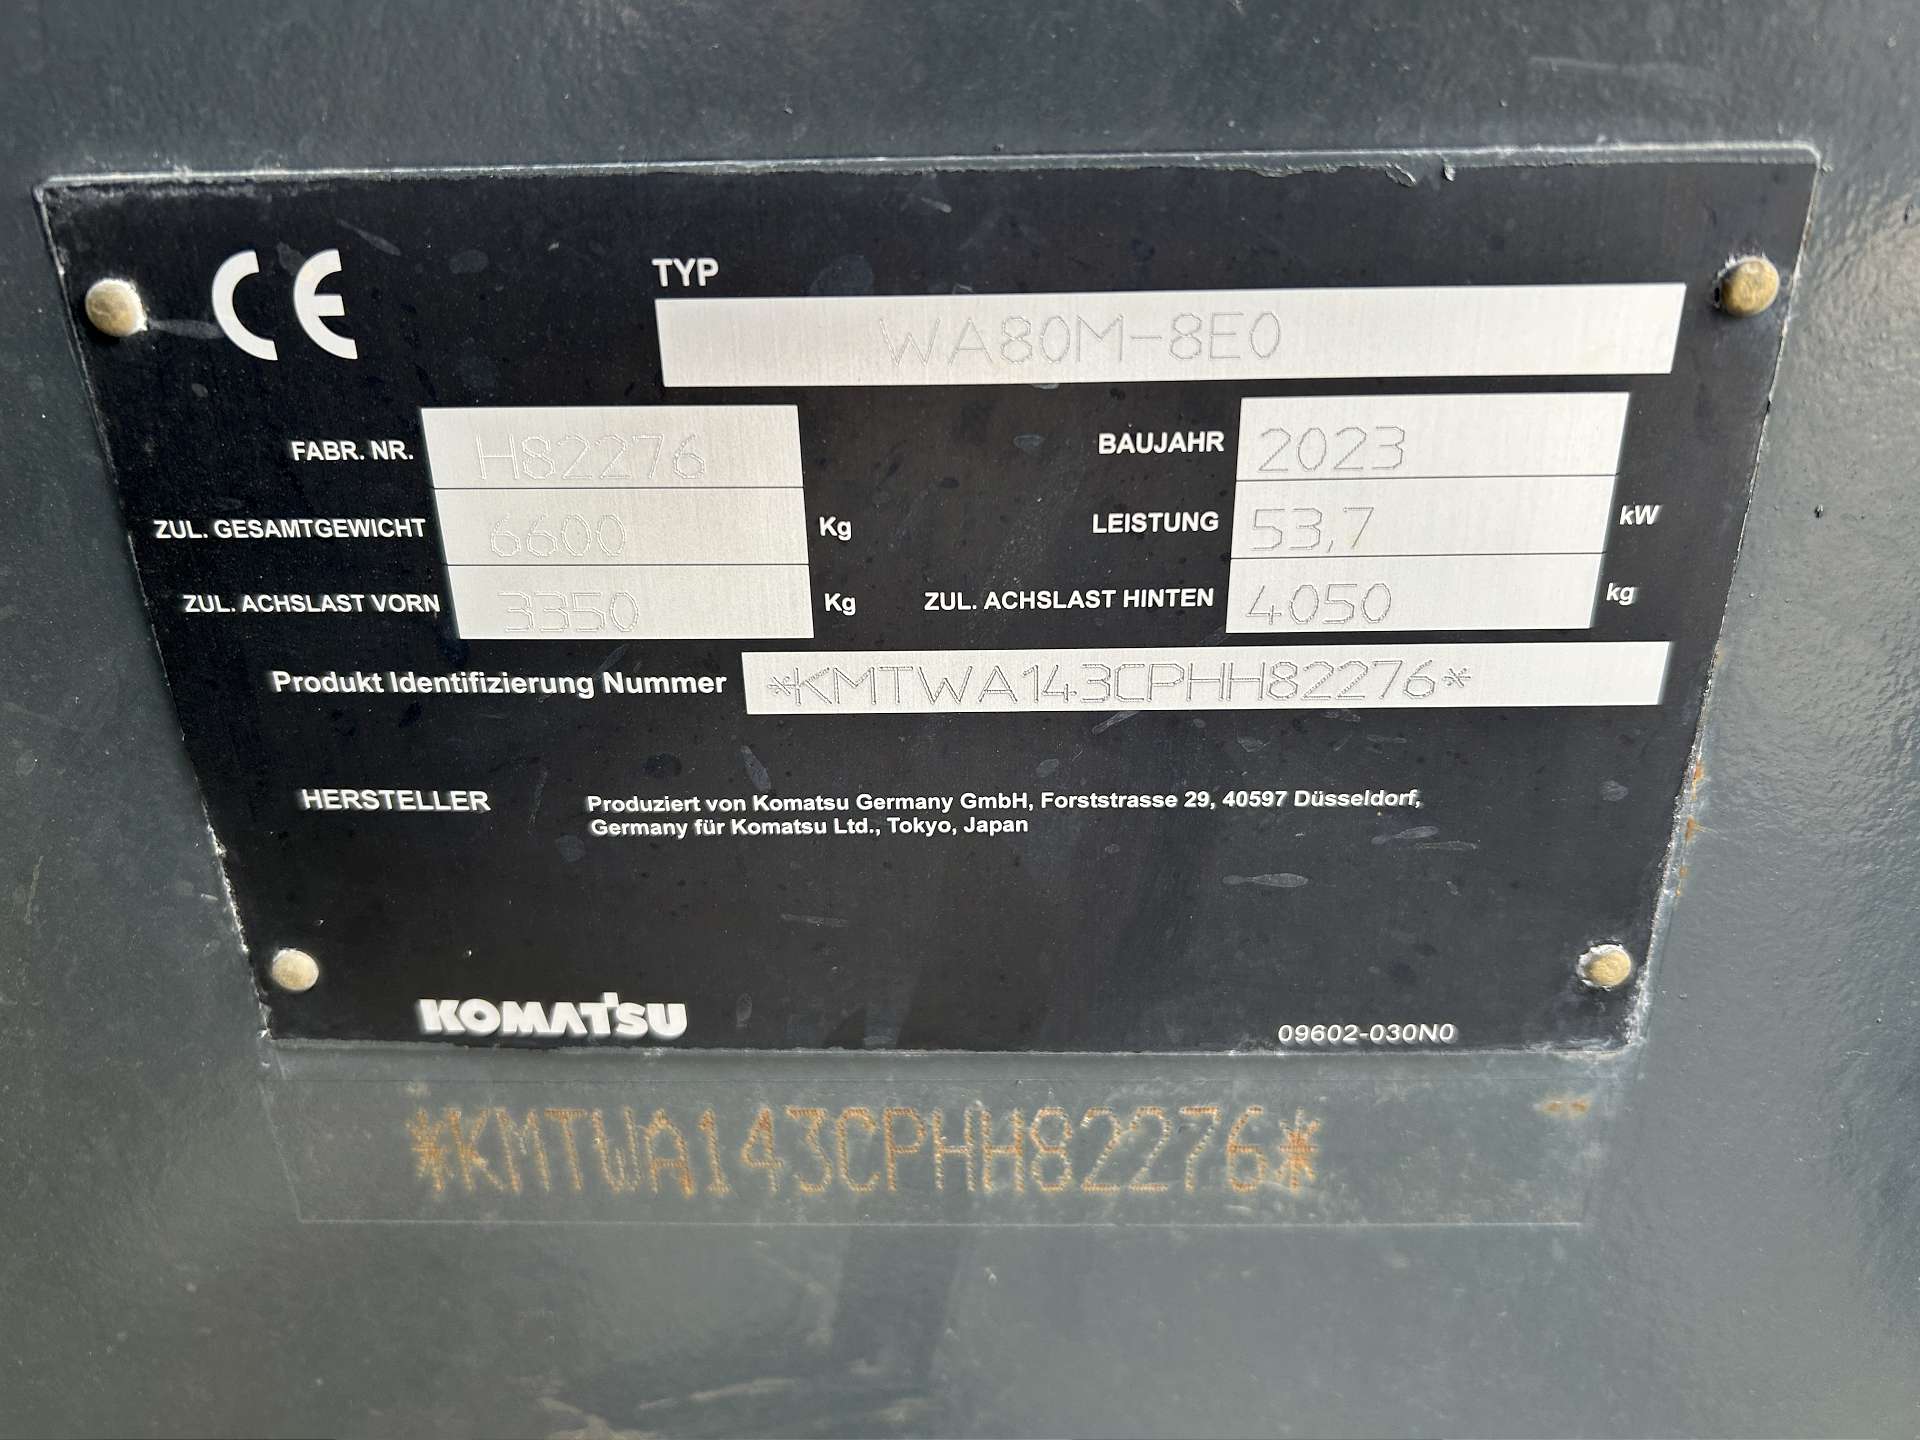 CE
TYP
WA80M-8E0
FABR. NR. H82276 BAUJAHR 2023
ZUL. GESAMTGEWICHT 6600 Kg LEISTUNG 53,7 kW
ZUL. ACHSLAST VORN 3350 Kg ZUL. ACHSLAST HINTEN 4050 kg
Produkt Identifizierung Nummer *KMTWA143CPHH82276*
HERSTELLER Produziert von Komatsu Germany GmbH, Forststrasse 29, 40597 Düsseldorf,
Germany für Komatsu Ltd., Tokyo, Japan
KOMATSU 09602-030N0
*KMTWA143CPHH82276*